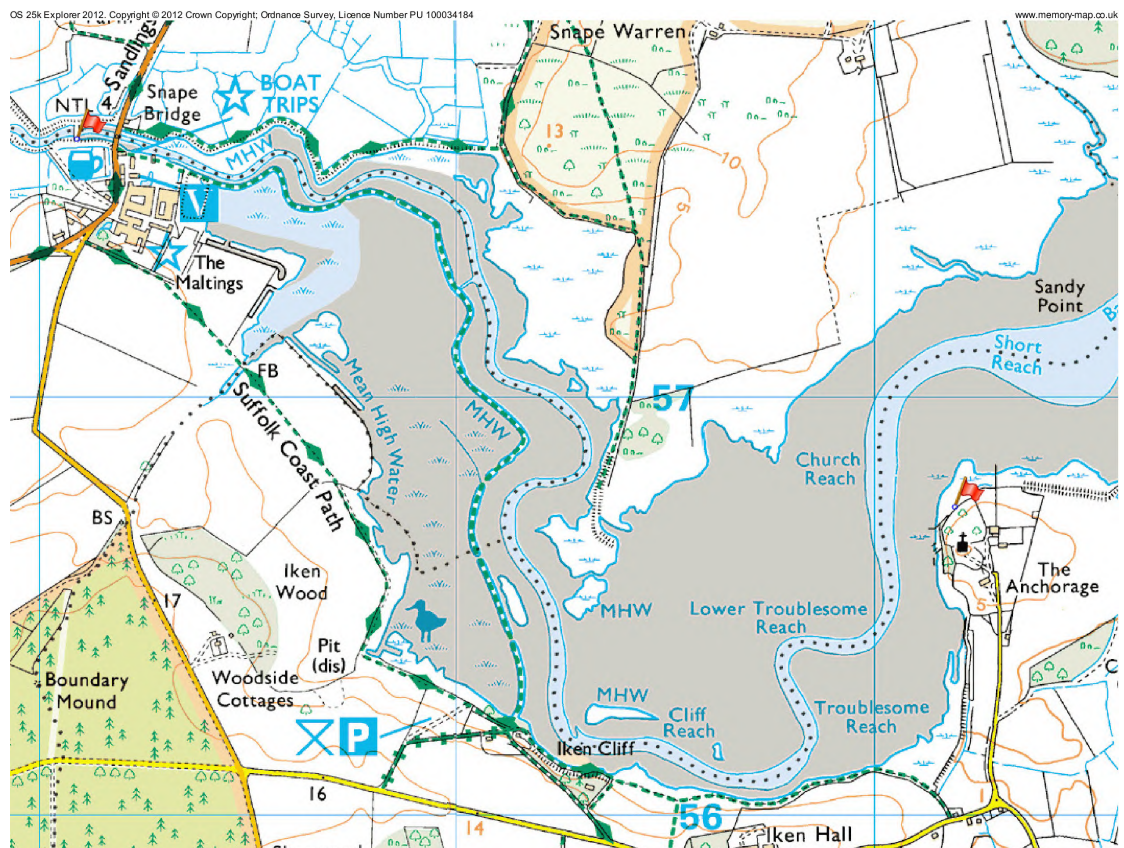 OS 25k Explorer 2012, Copyright © 2012 Crown Copyright; Ordnance Survey, Licence Number PU 100034184
www.memory-map.co.uk
Snape Warren
Sandlings
NTL
4
Snape
Bridge
BOAT
TRIPS
MHW
13
10
5
V
The
Maltings
Sandy
Point
Short
Reach
FB
Mean High Water
MHW
57
Suffolk Coast Path
Church
Reach
BS
Iken
Wood
The
Anchorage
5
17
MHW
Lower Troublesome
Reach
Pit
(dis)
Woodside
Cottages
Boundary
Mound
MHW
Cliff
Reach
Troublesome
Reach
P
Iken Cliff
16
14
56
Iken Hall